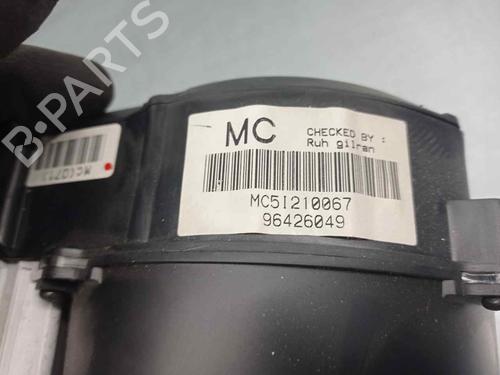 B-PARTS
MC
CHECKED BY :
Ruh gilran
MC5I210067
96426049